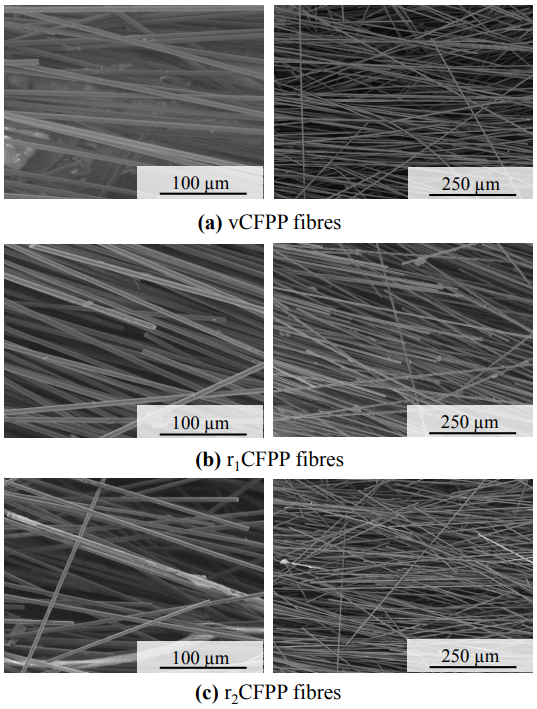 100 µm
250 µm
(a) vCFPP fibres
100 µm
250 µm
(b) r₁CFPP fibres
100 µm
250 µm
(c) r₂CFPP fibres